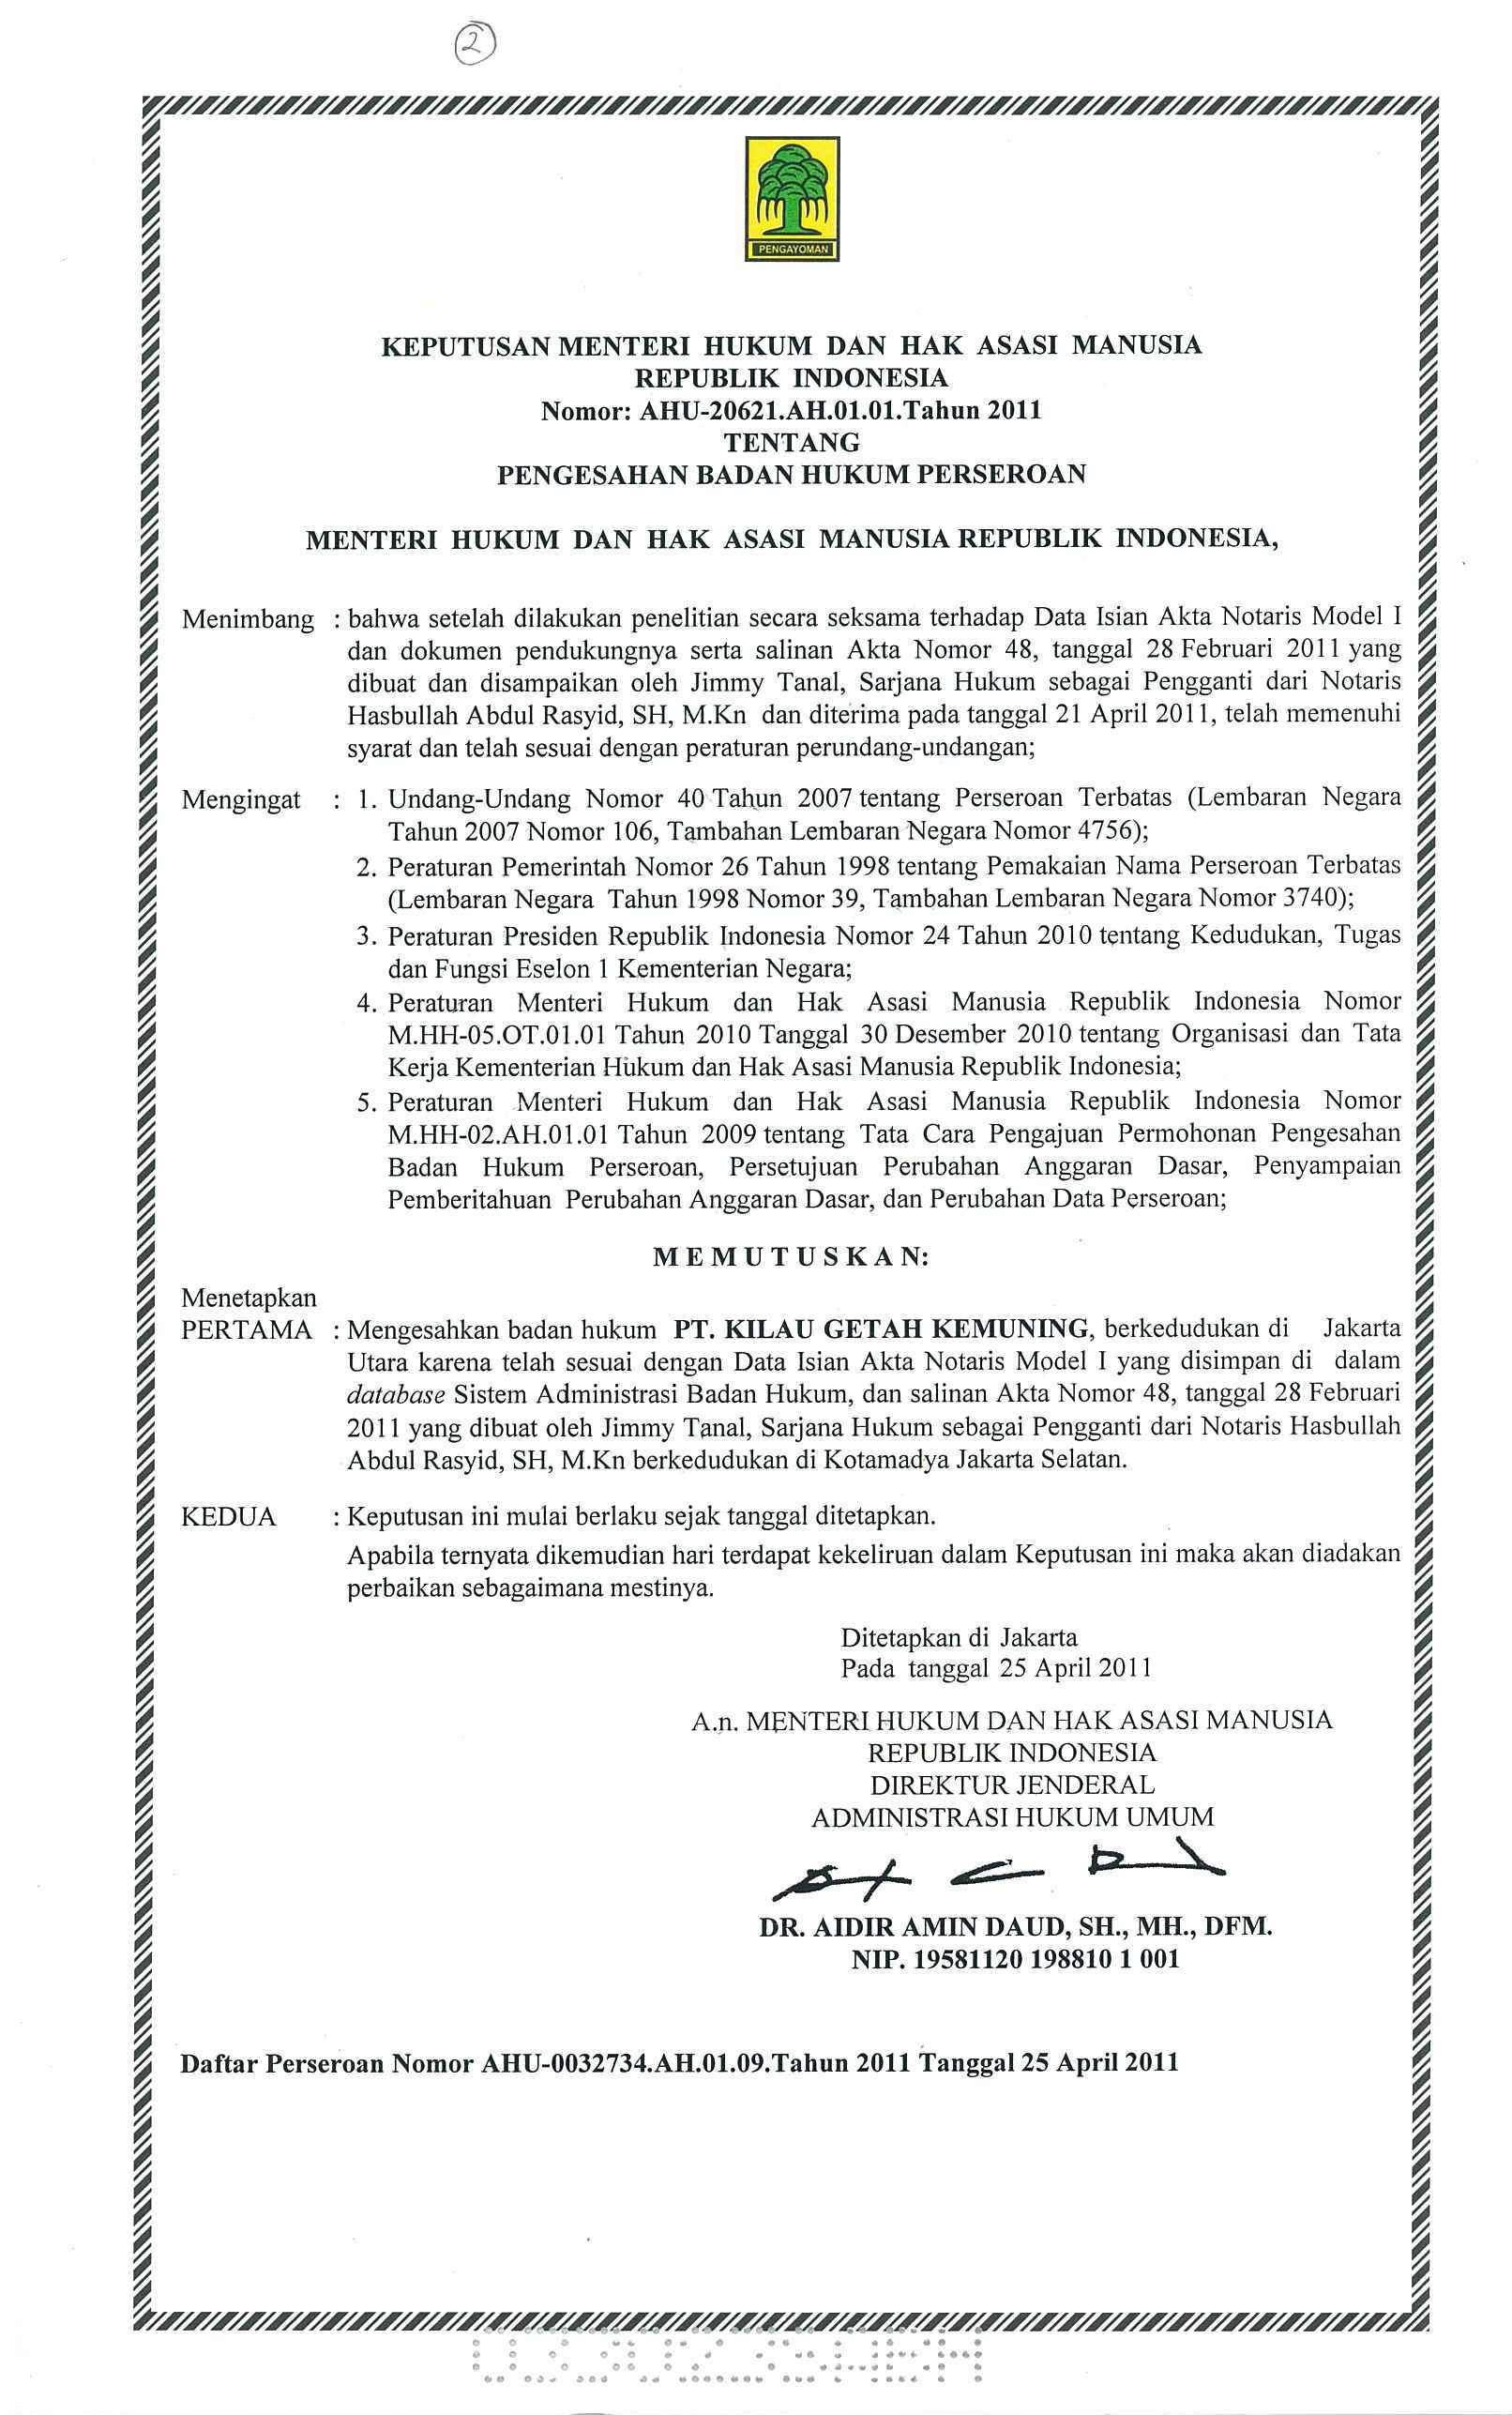 2
PENGAYOMAN
KEPUTUSAN MENTERI HUKUM DAN HAK ASASI MANUSIA
REPUBLIK INDONESIA
Nomor: AHU-20621.AH.01.01.Tahun 2011
TENTANG
PENGESAHAN BADAN HUKUM PERSEROAN
MENTERI HUKUM DAN HAK ASASI MANUSIA REPUBLIK INDONESIA,
Menimbang : bahwa setelah dilakukan penelitian secara seksama terhadap Data Isian Akta Notaris Model I
dan dokumen pendukungnya serta salinan Akta Nomor 48, tanggal 28 Februari 2011 yang
dibuat dan disampaikan oleh Jimmy Tanal, Sarjana Hukum sebagai Pengganti dari Notaris
Hasbullah Abdul Rasyid, SH, M.Kn dan diterima pada tanggal 21 April 2011, telah memenuhi
syarat dan telah sesuai dengan peraturan perundang-undangan;
Mengingat : 1. Undang-Undang Nomor 40 Tahun 2007 tentang Perseroan Terbatas (Lembaran Negara
Tahun 2007 Nomor 106, Tambahan Lembaran Negara Nomor 4756);
2. Peraturan Pemerintah Nomor 26 Tahun 1998 tentang Pemakaian Nama Perseroan Terbatas
(Lembaran Negara Tahun 1998 Nomor 39, Tambahan Lembaran Negara Nomor 3740);
3. Peraturan Presiden Republik Indonesia Nomor 24 Tahun 2010 tentang Kedudukan, Tugas
dan Fungsi Eselon 1 Kementerian Negara;
4. Peraturan Menteri Hukum dan Hak Asasi Manusia Republik Indonesia Nomor
M.HH-05.OT.01.01 Tahun 2010 Tanggal 30 Desember 2010 tentang Organisasi dan Tata
Kerja Kementerian Hukum dan Hak Asasi Manusia Republik Indonesia;
5. Peraturan Menteri Hukum dan Hak Asasi Manusia Republik Indonesia Nomor
M.HH-02.AH.01.01 Tahun 2009 tentang Tata Cara Pengajuan Permohonan Pengesahan
Badan Hukum Perseroan, Persetujuan Perubahan Anggaran Dasar, Penyampaian
Pemberitahuan Perubahan Anggaran Dasar, dan Perubahan Data Perseroan;
M E M U T U S K A N:
Menetapkan
PERTAMA : Mengesahkan badan hukum PT. KILAU GETAH KEMUNING, berkedudukan di Jakarta
Utara karena telah sesuai dengan Data Isian Akta Notaris Model I yang disimpan di dalam
database Sistem Administrasi Badan Hukum, dan salinan Akta Nomor 48, tanggal 28 Februari
2011 yang dibuat oleh Jimmy Tanal, Sarjana Hukum sebagai Pengganti dari Notaris Hasbullah
Abdul Rasyid, SH, M.Kn berkedudukan di Kotamadya Jakarta Selatan.
KEDUA : Keputusan ini mulai berlaku sejak tanggal ditetapkan.
Apabila ternyata dikemudian hari terdapat kekeliruan dalam Keputusan ini maka akan diadakan
perbaikan sebagaimana mestinya.
Ditetapkan di Jakarta
Pada tanggal 25 April 2011
A.n. MENTERI HUKUM DAN HAK ASASI MANUSIA
REPUBLIK INDONESIA
DIREKTUR JENDERAL
ADMINISTRASI HUKUM UMUM
DR. AIDIR AMIN DAUD, SH., MH., DFM.
NIP. 19581120 198810 1 001
Daftar Perseroan Nomor AHU-0032734.AH.01.09.Tahun 2011 Tanggal 25 April 2011